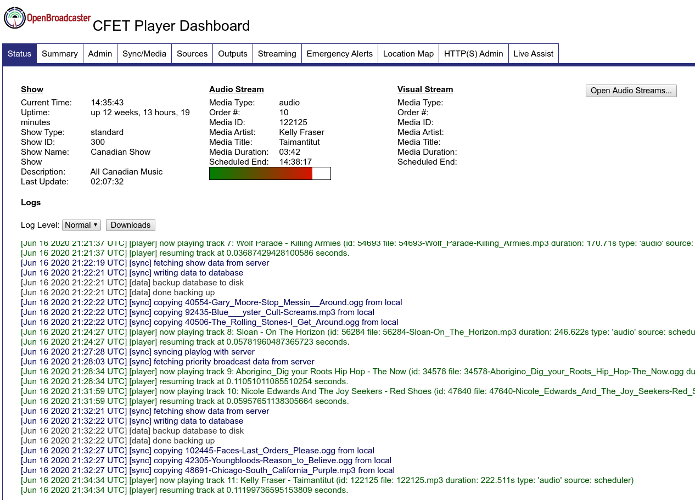 OpenBroadcaster CFET Player Dashboard
Status Summary Admin Sync/Media Sources Outputs Streaming Emergency Alerts Location Map HTTP(S) Admin Live Assist
Show
Current Time: 14:35:43
Uptime: up 12 weeks, 13 hours, 19
minutes
Show Type: standard
Show ID: 300
Show Name: Canadian Show
Show
Description: All Canadian Music
Last Update: 02:07:32
Audio Stream
Media Type: audio
Order #: 10
Media ID: 122125
Media Artist: Kelly Fraser
Media Title: Taimantitut
Media Duration: 03:42
Scheduled End: 14:38:17
Visual Stream
Media Type:
Order #:
Media ID:
Media Artist:
Media Title:
Media Duration:
Scheduled End:
Open Audio Streams...
Logs
Log Level: Normal Downloads
[Jun 16 2020 21:21:37 UTC] [player] now playing track 7: Wolf Parade - Killing Armies (id: 54693 file: 54693-Wolf_Parade-Killing_Armies.mp3 duration: 170.71s type: 'audio' source:
[Jun 16 2020 21:21:37 UTC] [player] resuming track at 0.03687429428100586 seconds.
[Jun 16 2020 21:22:19 UTC] [sync] fetching show data from server
[Jun 16 2020 21:22:21 UTC] [sync] writing data to database
[Jun 16 2020 21:22:21 UTC] [data] backup database to disk
[Jun 16 2020 21:22:21 UTC] [data] done backing up
[Jun 16 2020 21:22:22 UTC] [sync] copying 40554-Gary_Moore-Stop_Messin__Around.ogg from local
[Jun 16 2020 21:22:22 UTC] [sync] copying 92435-Blue___yster_Cult-Screams.mp3 from local
[Jun 16 2020 21:22:22 UTC] [sync] copying 40506-The_Rolling_Stones-I_Get_Around.ogg from local
[Jun 16 2020 21:24:27 UTC] [player] now playing track 8: Sloan - On The Horizon (id: 56284 file: 56284-Sloan-On_The_Horizon.mp3 duration: 246.622s type: 'audio' source: schedu
[Jun 16 2020 21:24:27 UTC] [player] resuming track at 0.05781960487365723 seconds.
[Jun 16 2020 21:27:28 UTC] [sync] syncing playlog with server
[Jun 16 2020 21:28:03 UTC] [sync] fetching priority broadcast data from server
[Jun 16 2020 21:28:34 UTC] [player] now playing track 9: Aborigino_Dig your Roots Hip Hop - The Now (id: 34578 file: 34578-Aborigino_Dig_your_Roots_Hip_Hop-The_Now.ogg du
[Jun 16 2020 21:28:34 UTC] [player] resuming track at 0.11051011085510254 seconds.
[Jun 16 2020 21:31:59 UTC] [player] now playing track 10: Nicole Edwards And The Joy Seekers - Red Shoes (id: 47640 file: 47640-Nicole_Edwards_And_The_Joy_Seekers-Red_S
[Jun 16 2020 21:31:59 UTC] [player] resuming track at 0.05957651138305664 seconds.
[Jun 16 2020 21:32:21 UTC] [sync] fetching show data from server
[Jun 16 2020 21:32:22 UTC] [sync] writing data to database
[Jun 16 2020 21:32:22 UTC] [data] backup database to disk
[Jun 16 2020 21:32:22 UTC] [data] done backing up
[Jun 16 2020 21:32:27 UTC] [sync] copying 102445-Faces-Last_Orders_Please.ogg from local
[Jun 16 2020 21:32:27 UTC] [sync] copying 42305-Youngbloods-Reason_to_Believe.ogg from local
[Jun 16 2020 21:32:27 UTC] [sync] copying 48691-Chicago-South_California_Purple.mp3 from local
[Jun 16 2020 21:34:34 UTC] [player] now playing track 11: Kelly Fraser - Taimantitut (id: 122125 file: 122125.mp3 duration: 222.511s type: 'audio' source: scheduler)
[Jun 16 2020 21:34:34 UTC] [player] resuming track at 0.11199736595153809 seconds.